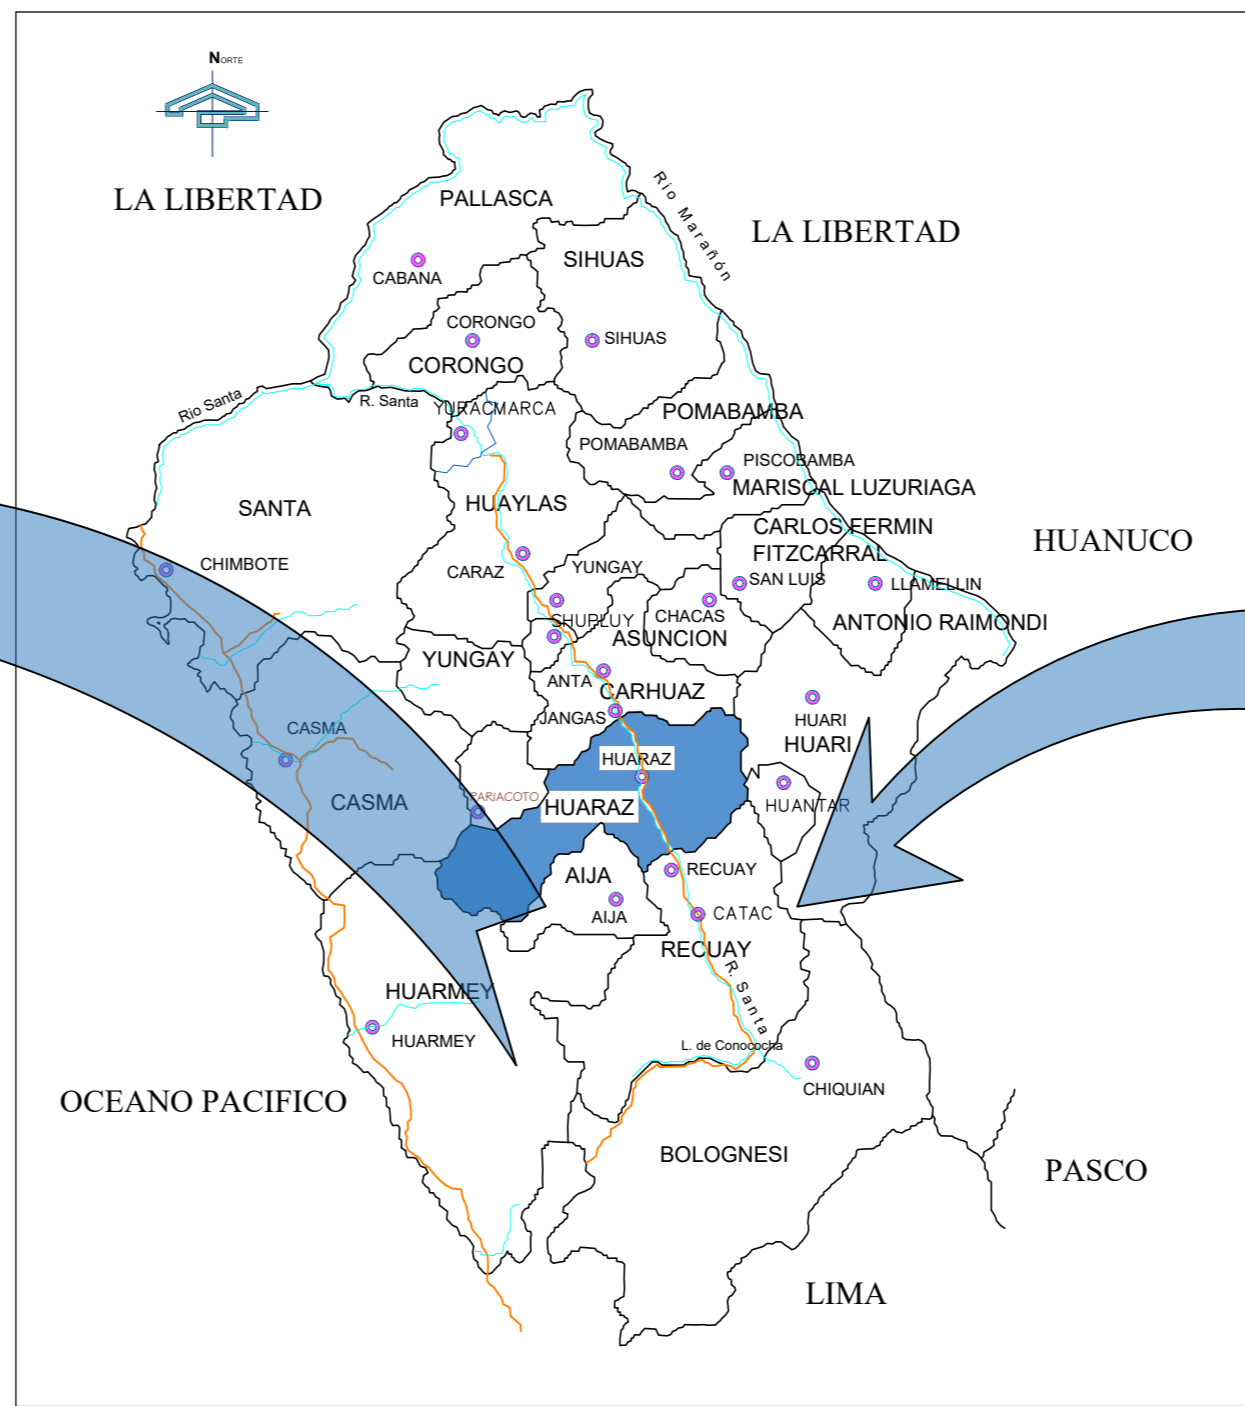 NORTE
LA LIBERTAD
PALLASCA
Rio Marañón
LA LIBERTAD
SIHUAS
CABANA
CORONGO
SIHUAS
CORONGO
Rio Santa
R. Santa
YURACMARCA
POMABAMBA
POMABAMBA
PISCOBAMBA
MARISCAL LUZURIAGA
HUAYLAS
SANTA
CARLOS FERMIN
FITZCARRAL
HUANUCO
CHIMBOTE
CARAZ
YUNGAY
SAN LUIS
LLAMELLIN
SHUPLUY
CHACAS
ANTONIO RAIMONDI
ASUNCION
YUNGAY
ANTA
CARHUAZ
JANGAS
HUARI
HUARI
CASMA
HUARAZ
PARIACOTO
HUARAZ
HUANTAR
CASMA
AIJA
RECUAY
AIJA
CATAC
RECUAY
R. Santa
HUARMEY
HUARMEY
L. de Conococha
CHIQUIAN
OCEANO PACIFICO
BOLOGNESI
PASCO
LIMA